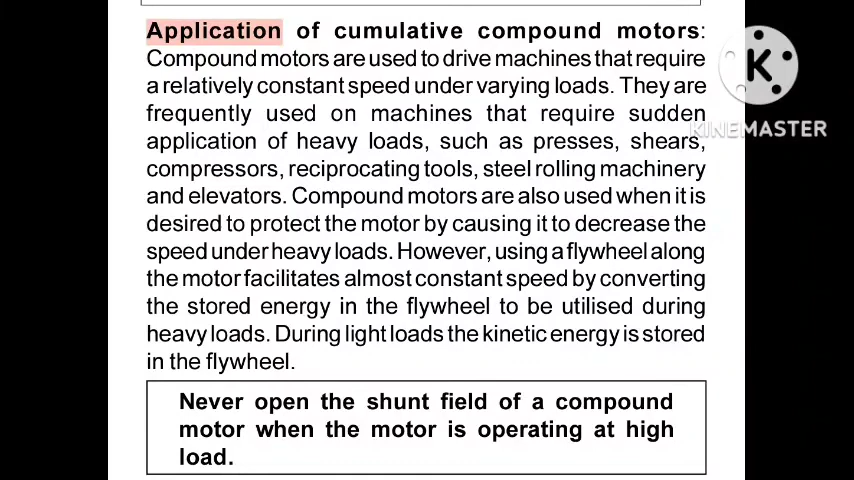 Application of cumulative compound motors:
Compound motors are used to drive machines that require
a relatively constant speed under varying loads. They are
frequently used on machines that require sudden
application of heavy loads, such as presses, shears,
compressors, reciprocating tools, steel rolling machinery
and elevators. Compound motors are also used when it is
desired to protect the motor by causing it to decrease the
speed under heavy loads. However, using a flywheel along
the motor facilitates almost constant speed by converting
the stored energy in the flywheel to be utilised during
heavy loads. During light loads the kinetic energy is stored
in the flywheel.
Never open the shunt field of a compound
motor when the motor is operating at high
load.
K
KINEMASTER